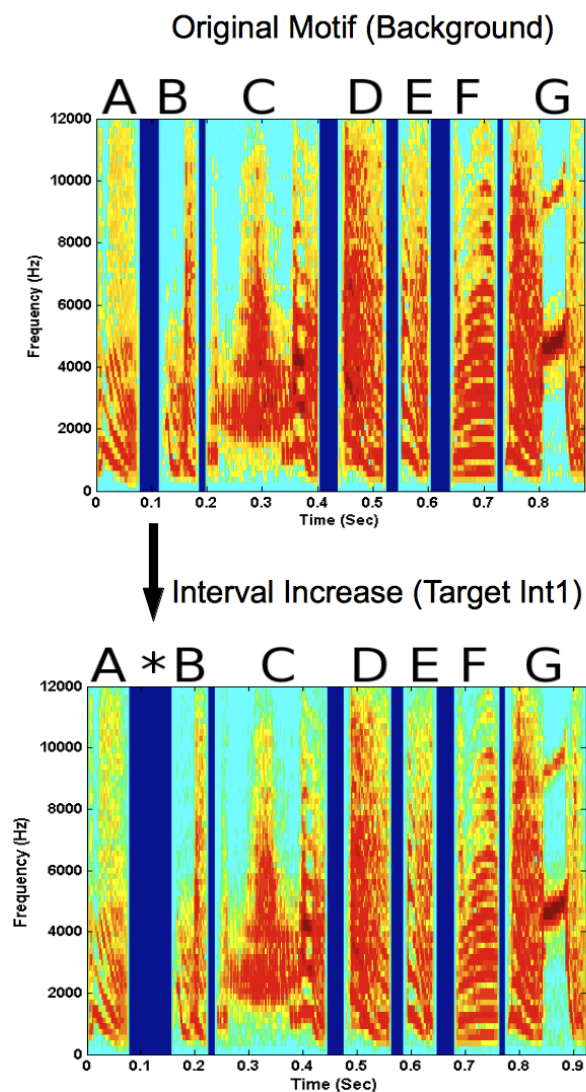 Original Motif (Background)
A B C D E F G
12000
10000
8000
6000
4000
2000
0
Frequency (Hz)
0 0.1 0.2 0.3 0.4 0.5 0.6 0.7 0.8
Time (Sec)
Interval Increase (Target Int1)
A * B C D E F G
12000
10000
8000
6000
4000
2000
0
Frequency (Hz)
0 0.1 0.2 0.3 0.4 0.5 0.6 0.7 0.8 0.9
Time (Sec)